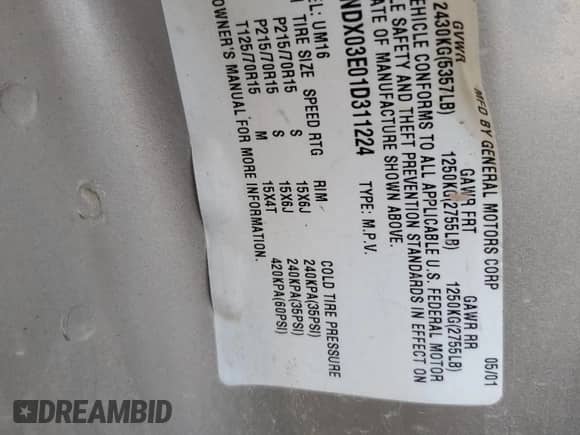 MFD BY GENERAL MOTORS CORP 05/01
GVWR GAWR FRT GAWR RR
2430KG(5357LB) 1250KG(2755LB) 1250KG(2755LB)
VEHICLE CONFORMS TO ALL APPLICABLE U.S. FEDERAL MOTOR
LE SAFETY AND THEFT PREVENTION STANDARDS IN EFFECT ON
ATE OF MANUFACTURE SHOWN ABOVE.
NDX03E01D311224 TYPE: M.P.V.
EL: UM16
TIRE SIZE SPEED RTG RIM COLD TIRE PRESSURE
P215/70R15 S 15X6J 240KPA(35PSI)
P215/70R15 S 15X6J 240KPA(35PSI)
T125/70R15 M 15X4T 420KPA(60PSI)
OWNER'S MANUAL FOR MORE INFORMATION.
DREAMBID